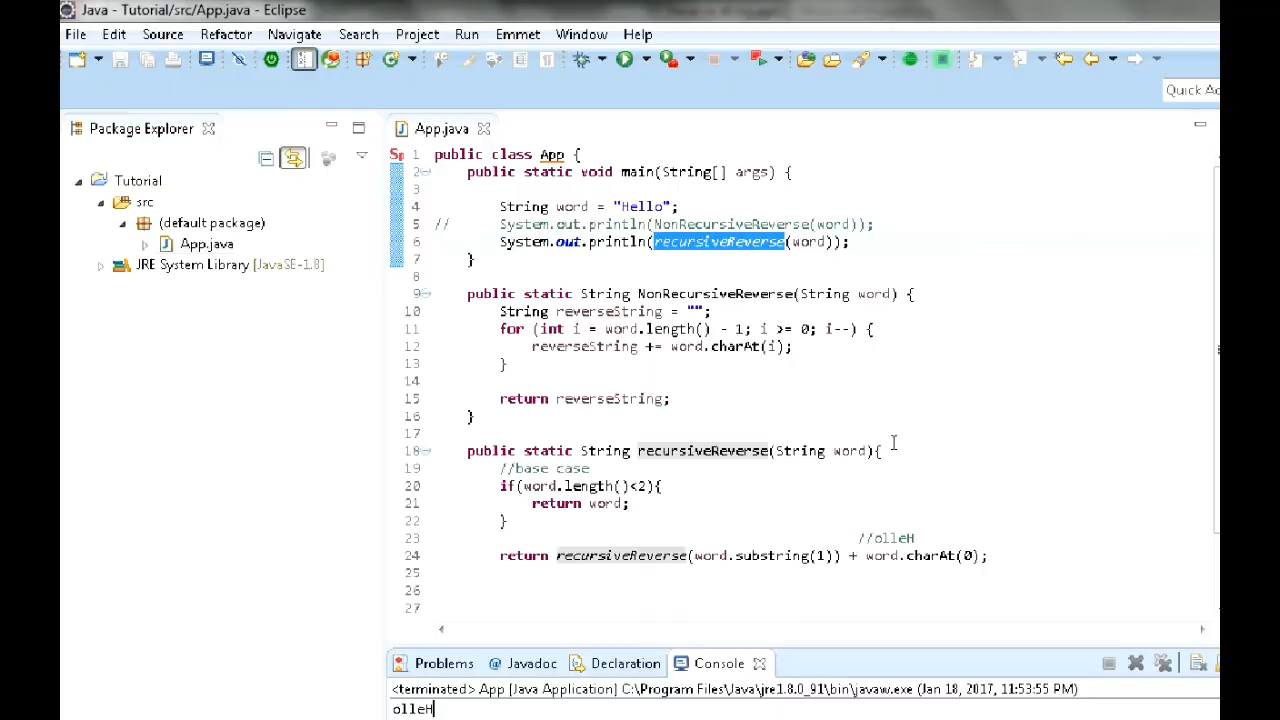 Java - Tutorial/src/App.java - Eclipse
File Edit Source Refactor Navigate Search Project Run Emmet Window Help
Quick Ac
Package Explorer
Tutorial
src
(default package)
App.java
JRE System Library [JavaSE-1.8]
App.java
1 public class App {
2 public static void main(String[] args) {
3
4 String word = "Hello";
5 // System.out.println(NonRecursiveReverse(word));
6 System.out.println(recursiveReverse(word));
7 }
8
9 public static String NonRecursiveReverse(String word) {
10 String reverseString = "";
11 for (int i = word.length() - 1; i >= 0; i--) {
12 reverseString += word.charAt(i);
13 }
14
15 return reverseString;
16 }
17
18 public static String recursiveReverse(String word){
19 //base case
20 if(word.length()<2){
21 return word;
22 }
23 //olleH
24 return recursiveReverse(word.substring(1)) + word.charAt(0);
25
26
27
Problems @ Javadoc Declaration Console
<terminated> App [Java Application] C:\Program Files\Java\jre1.8.0_91\bin\javaw.exe (Jan 18, 2017, 11:53:55 PM)
olleH